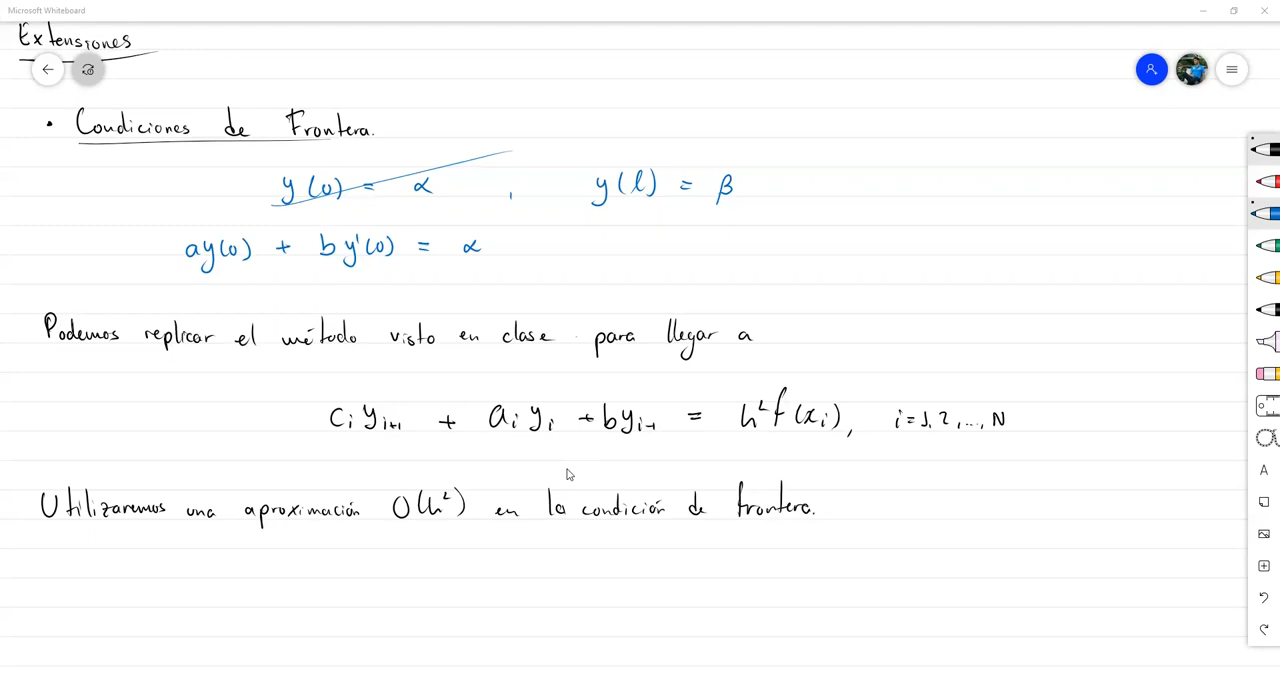 Microsoft Whiteboard
Extensiones
• Condiciones de Frontera.
y(0) = α , y(l) = β
ay(0) + by'(0) = α
Podemos replicar el método visto en clase para llegar a
Ciyi+1 + aiyi + byi-1 = h²f(xi), i=1,2,...,N
Utilizaremos una aproximación O(h²) en la condición de frontera.
A